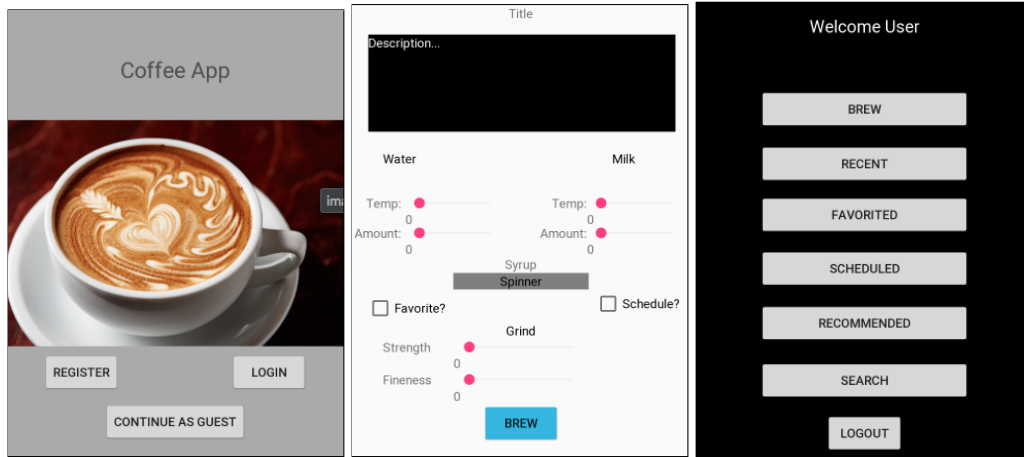 Coffee App
ima
REGISTER
LOGIN
CONTINUE AS GUEST
Title
Description...
Water
Milk
Temp:
0
Temp:
0
Amount:
0
Amount:
0
Syrup
Spinner
Favorite?
Schedule?
Grind
Strength
0
Fineness
0
BREW
Welcome User
BREW
RECENT
FAVORITED
SCHEDULED
RECOMMENDED
SEARCH
LOGOUT